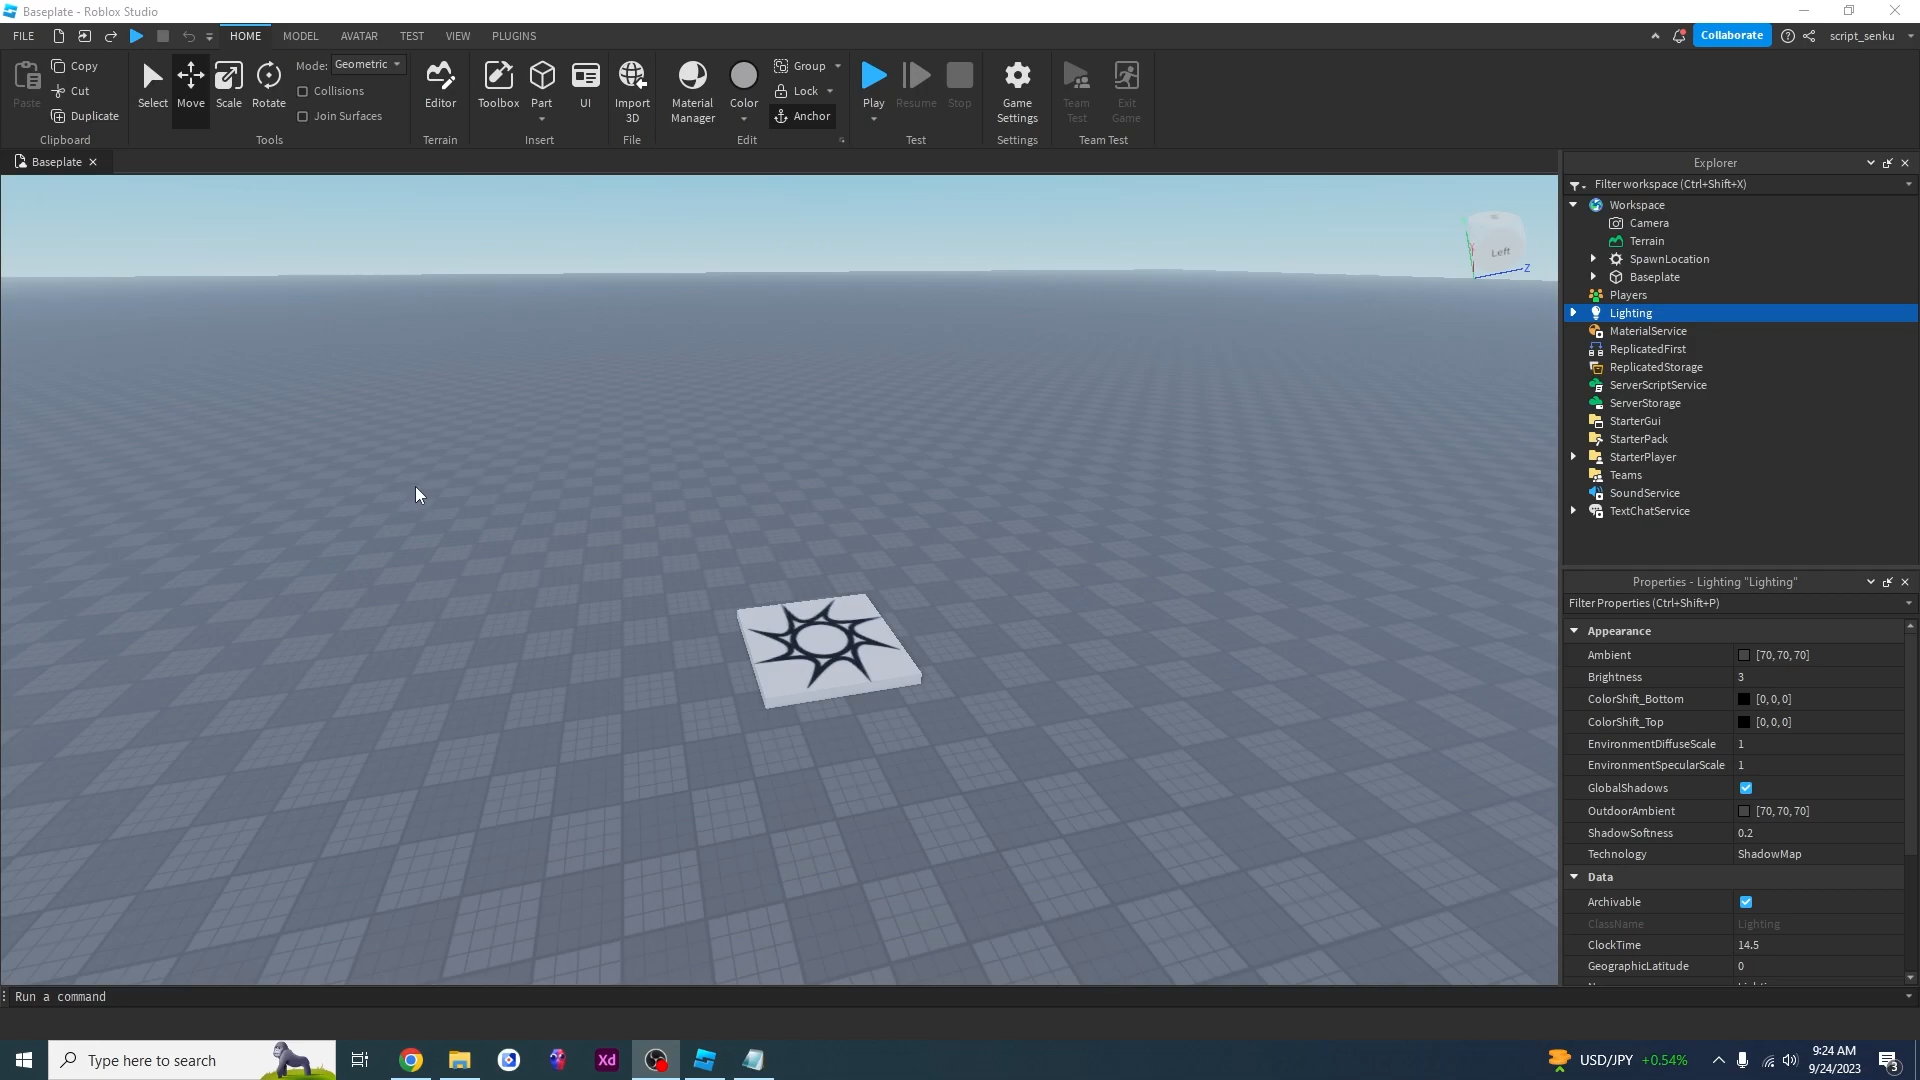 Baseplate - Roblox Studio
FILE
HOME
MODEL
AVATAR
TEST
VIEW
PLUGINS
Collaborate
script_senku
Paste
Copy
Cut
Duplicate
Clipboard
Select
Move
Scale
Rotate
Mode: Geometric
Collisions
Join Surfaces
Tools
Editor
Terrain
Toolbox
Part
UI
Insert
Import
3D
File
Material
Manager
Color
Group
Lock
Anchor
Edit
Play
Resume
Stop
Test
Game
Settings
Settings
Team
Test
Exit
Game
Team Test
Baseplate
Left
Z
Explorer
Filter workspace (Ctrl+Shift+X)
Workspace
Camera
Terrain
SpawnLocation
Baseplate
Players
Lighting
MaterialService
ReplicatedFirst
ReplicatedStorage
ServerScriptService
ServerStorage
StarterGui
StarterPack
StarterPlayer
Teams
SoundService
TextChatService
Properties - Lighting "Lighting"
Filter Properties (Ctrl+Shift+P)
Appearance
Ambient [70, 70, 70]
Brightness 3
ColorShift_Bottom [0, 0, 0]
ColorShift_Top [0, 0, 0]
EnvironmentDiffuseScale 1
EnvironmentSpecularScale 1
GlobalShadows
OutdoorAmbient [70, 70, 70]
ShadowSoftness 0.2
Technology ShadowMap
Data
Archivable
ClassName Lighting
ClockTime 14.5
GeographicLatitude 0
Run a command
Type here to search
Xd
USD/JPY +0.54%
9:24 AM
9/24/2023
3